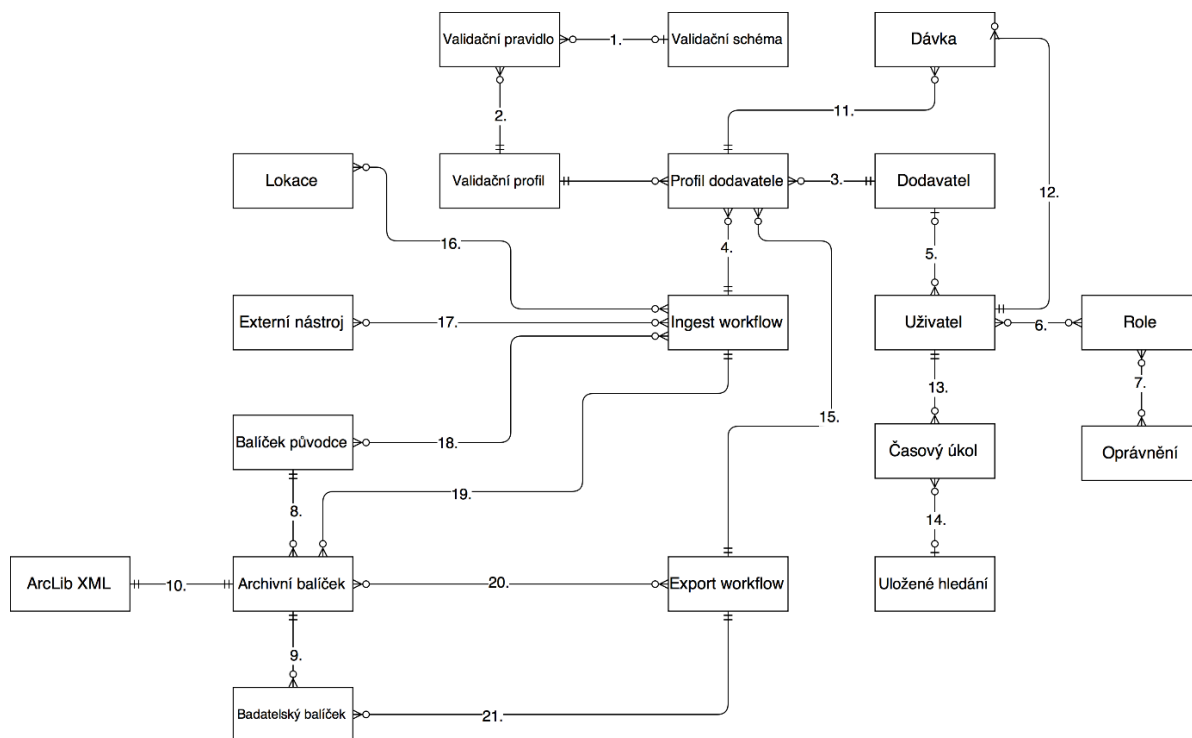 Validační pravidlo
1.
Validační schéma
Dávka
2.
11.
Lokace
Validační profil
Profil dodavatele
3.
Dodavatel
12.
16.
4.
5.
Externí nástroj
17.
Ingest workflow
Uživatel
6.
Role
13.
7.
15.
Balíček původce
18.
Časový úkol
Oprávnění
19.
8.
14.
ArcLib XML
10.
Archivní balíček
20.
Export workflow
Uložené hledání
9.
Badatelský balíček
21.